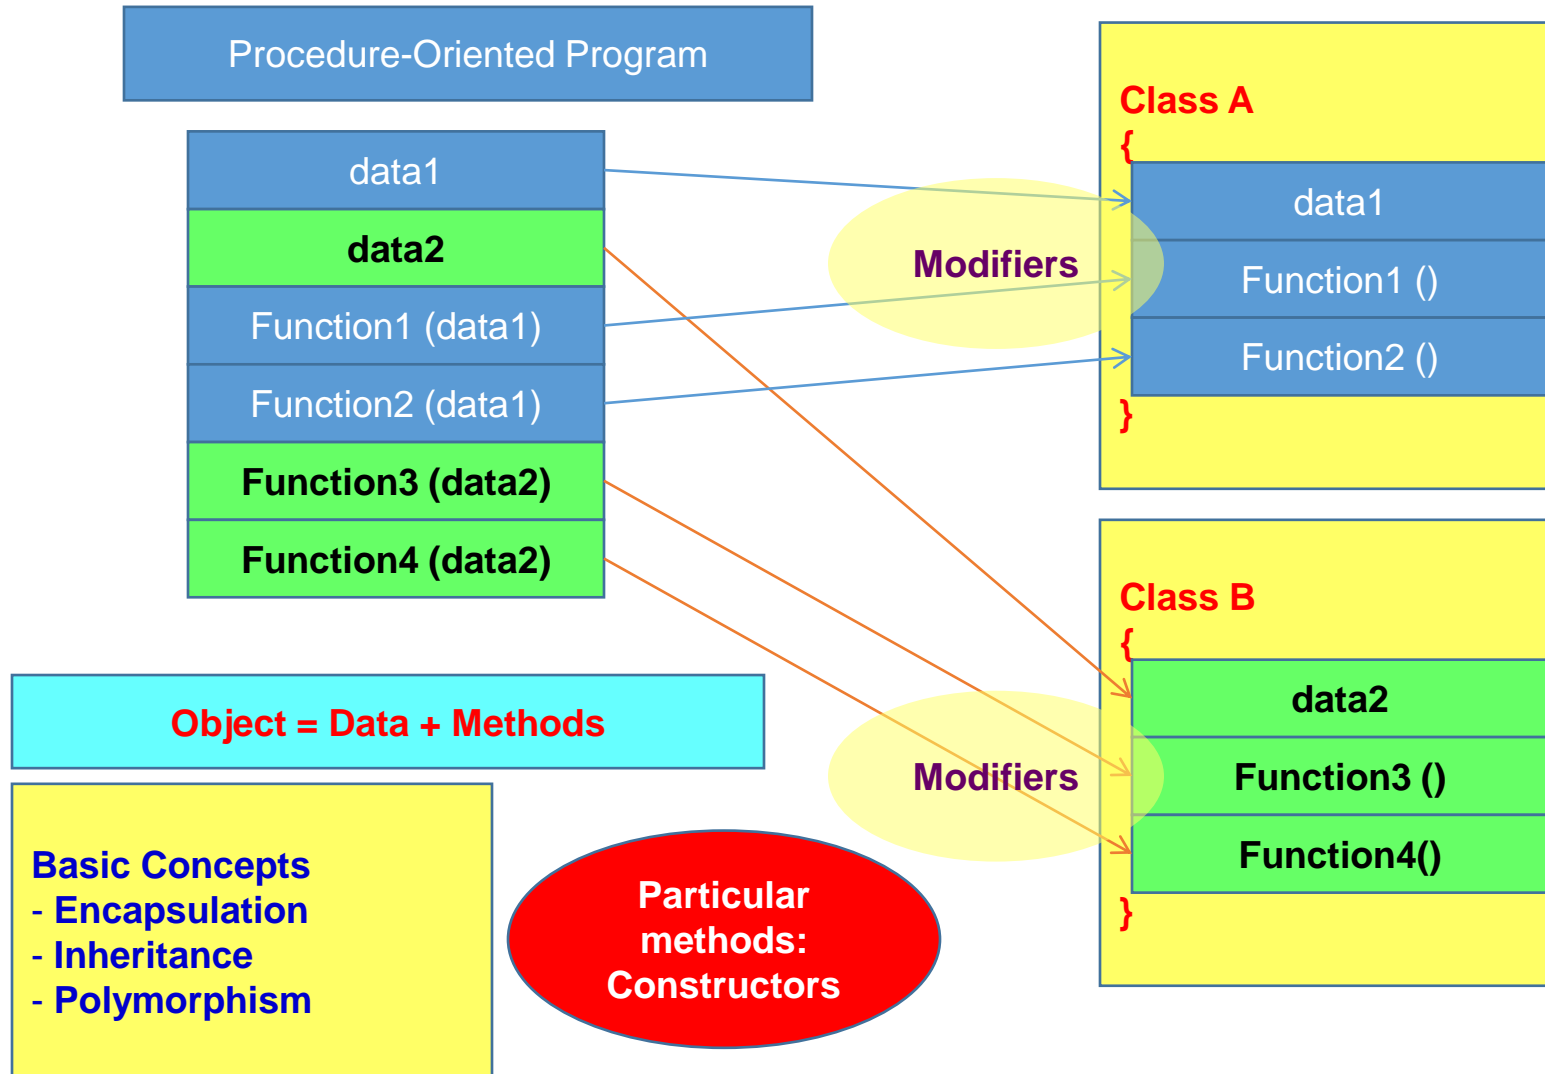 Procedure-Oriented Program
data1
data2
Function1 (data1)
Function2 (data1)
Function3 (data2)
Function4 (data2)
Object = Data + Methods
Basic Concepts
- Encapsulation
- Inheritance
- Polymorphism
Particular
methods:
Constructors
Modifiers
Class A
{
data1
Function1 ()
Function2 ()
}
Modifiers
Class B
{
data2
Function3 ()
Function4()
}